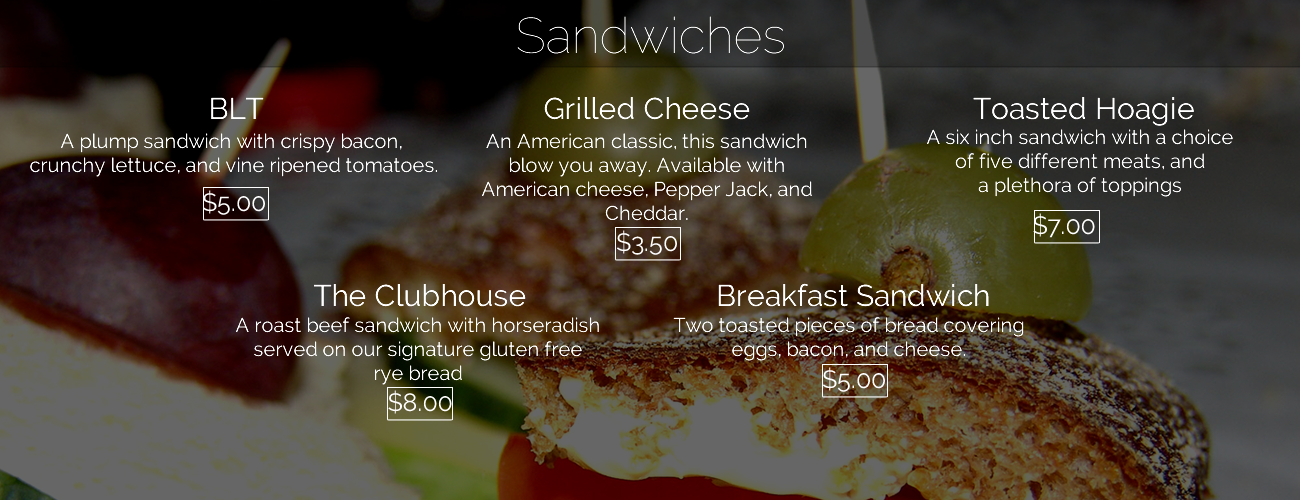 Sandwiches
BLT
A plump sandwich with crispy bacon,
crunchy lettuce, and vine ripened tomatoes.
$5.00
Grilled Cheese
An American classic, this sandwich
blow you away. Available with
American cheese, Pepper Jack, and
Cheddar.
$3.50
Toasted Hoagie
A six inch sandwich with a choice
of five different meats, and
a plethora of toppings
$7.00
The Clubhouse
A roast beef sandwich with horseradish
served on our signature gluten free
rye bread
$8.00
Breakfast Sandwich
Two toasted pieces of bread covering
eggs, bacon, and cheese.
$5.00